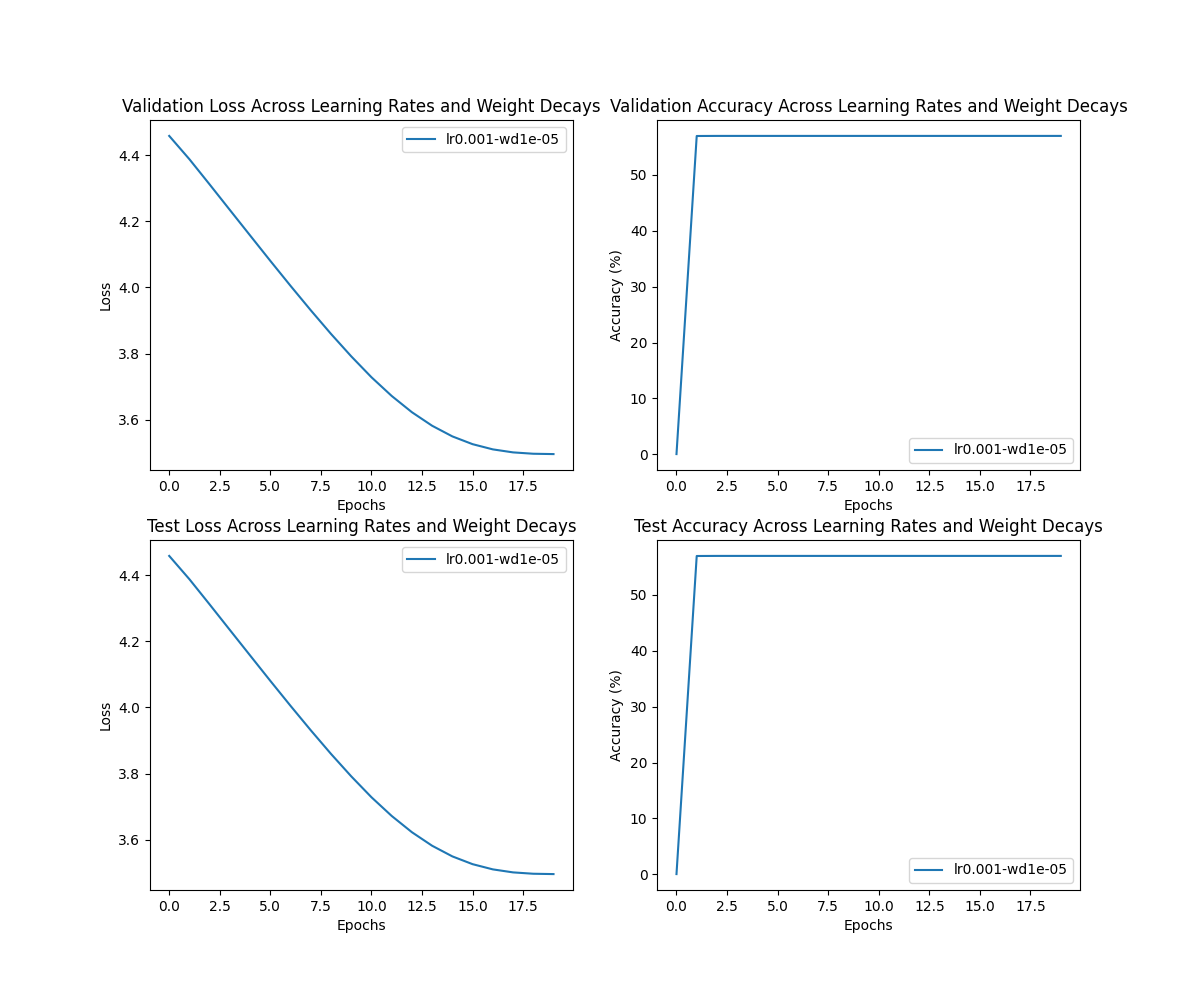 Validation Loss Across Learning Rates and Weight Decays
lr0.001-wd1e-05
4.4
4.2
4.0
3.8
3.6
Loss
0.0 2.5 5.0 7.5 10.0 12.5 15.0 17.5
Epochs
Validation Accuracy Across Learning Rates and Weight Decays
50
40
30
20
10
0
Accuracy (%)
lr0.001-wd1e-05
0.0 2.5 5.0 7.5 10.0 12.5 15.0 17.5
Epochs
Test Loss Across Learning Rates and Weight Decays
lr0.001-wd1e-05
4.4
4.2
4.0
3.8
3.6
Loss
0.0 2.5 5.0 7.5 10.0 12.5 15.0 17.5
Epochs
Test Accuracy Across Learning Rates and Weight Decays
50
40
30
20
10
0
Accuracy (%)
lr0.001-wd1e-05
0.0 2.5 5.0 7.5 10.0 12.5 15.0 17.5
Epochs